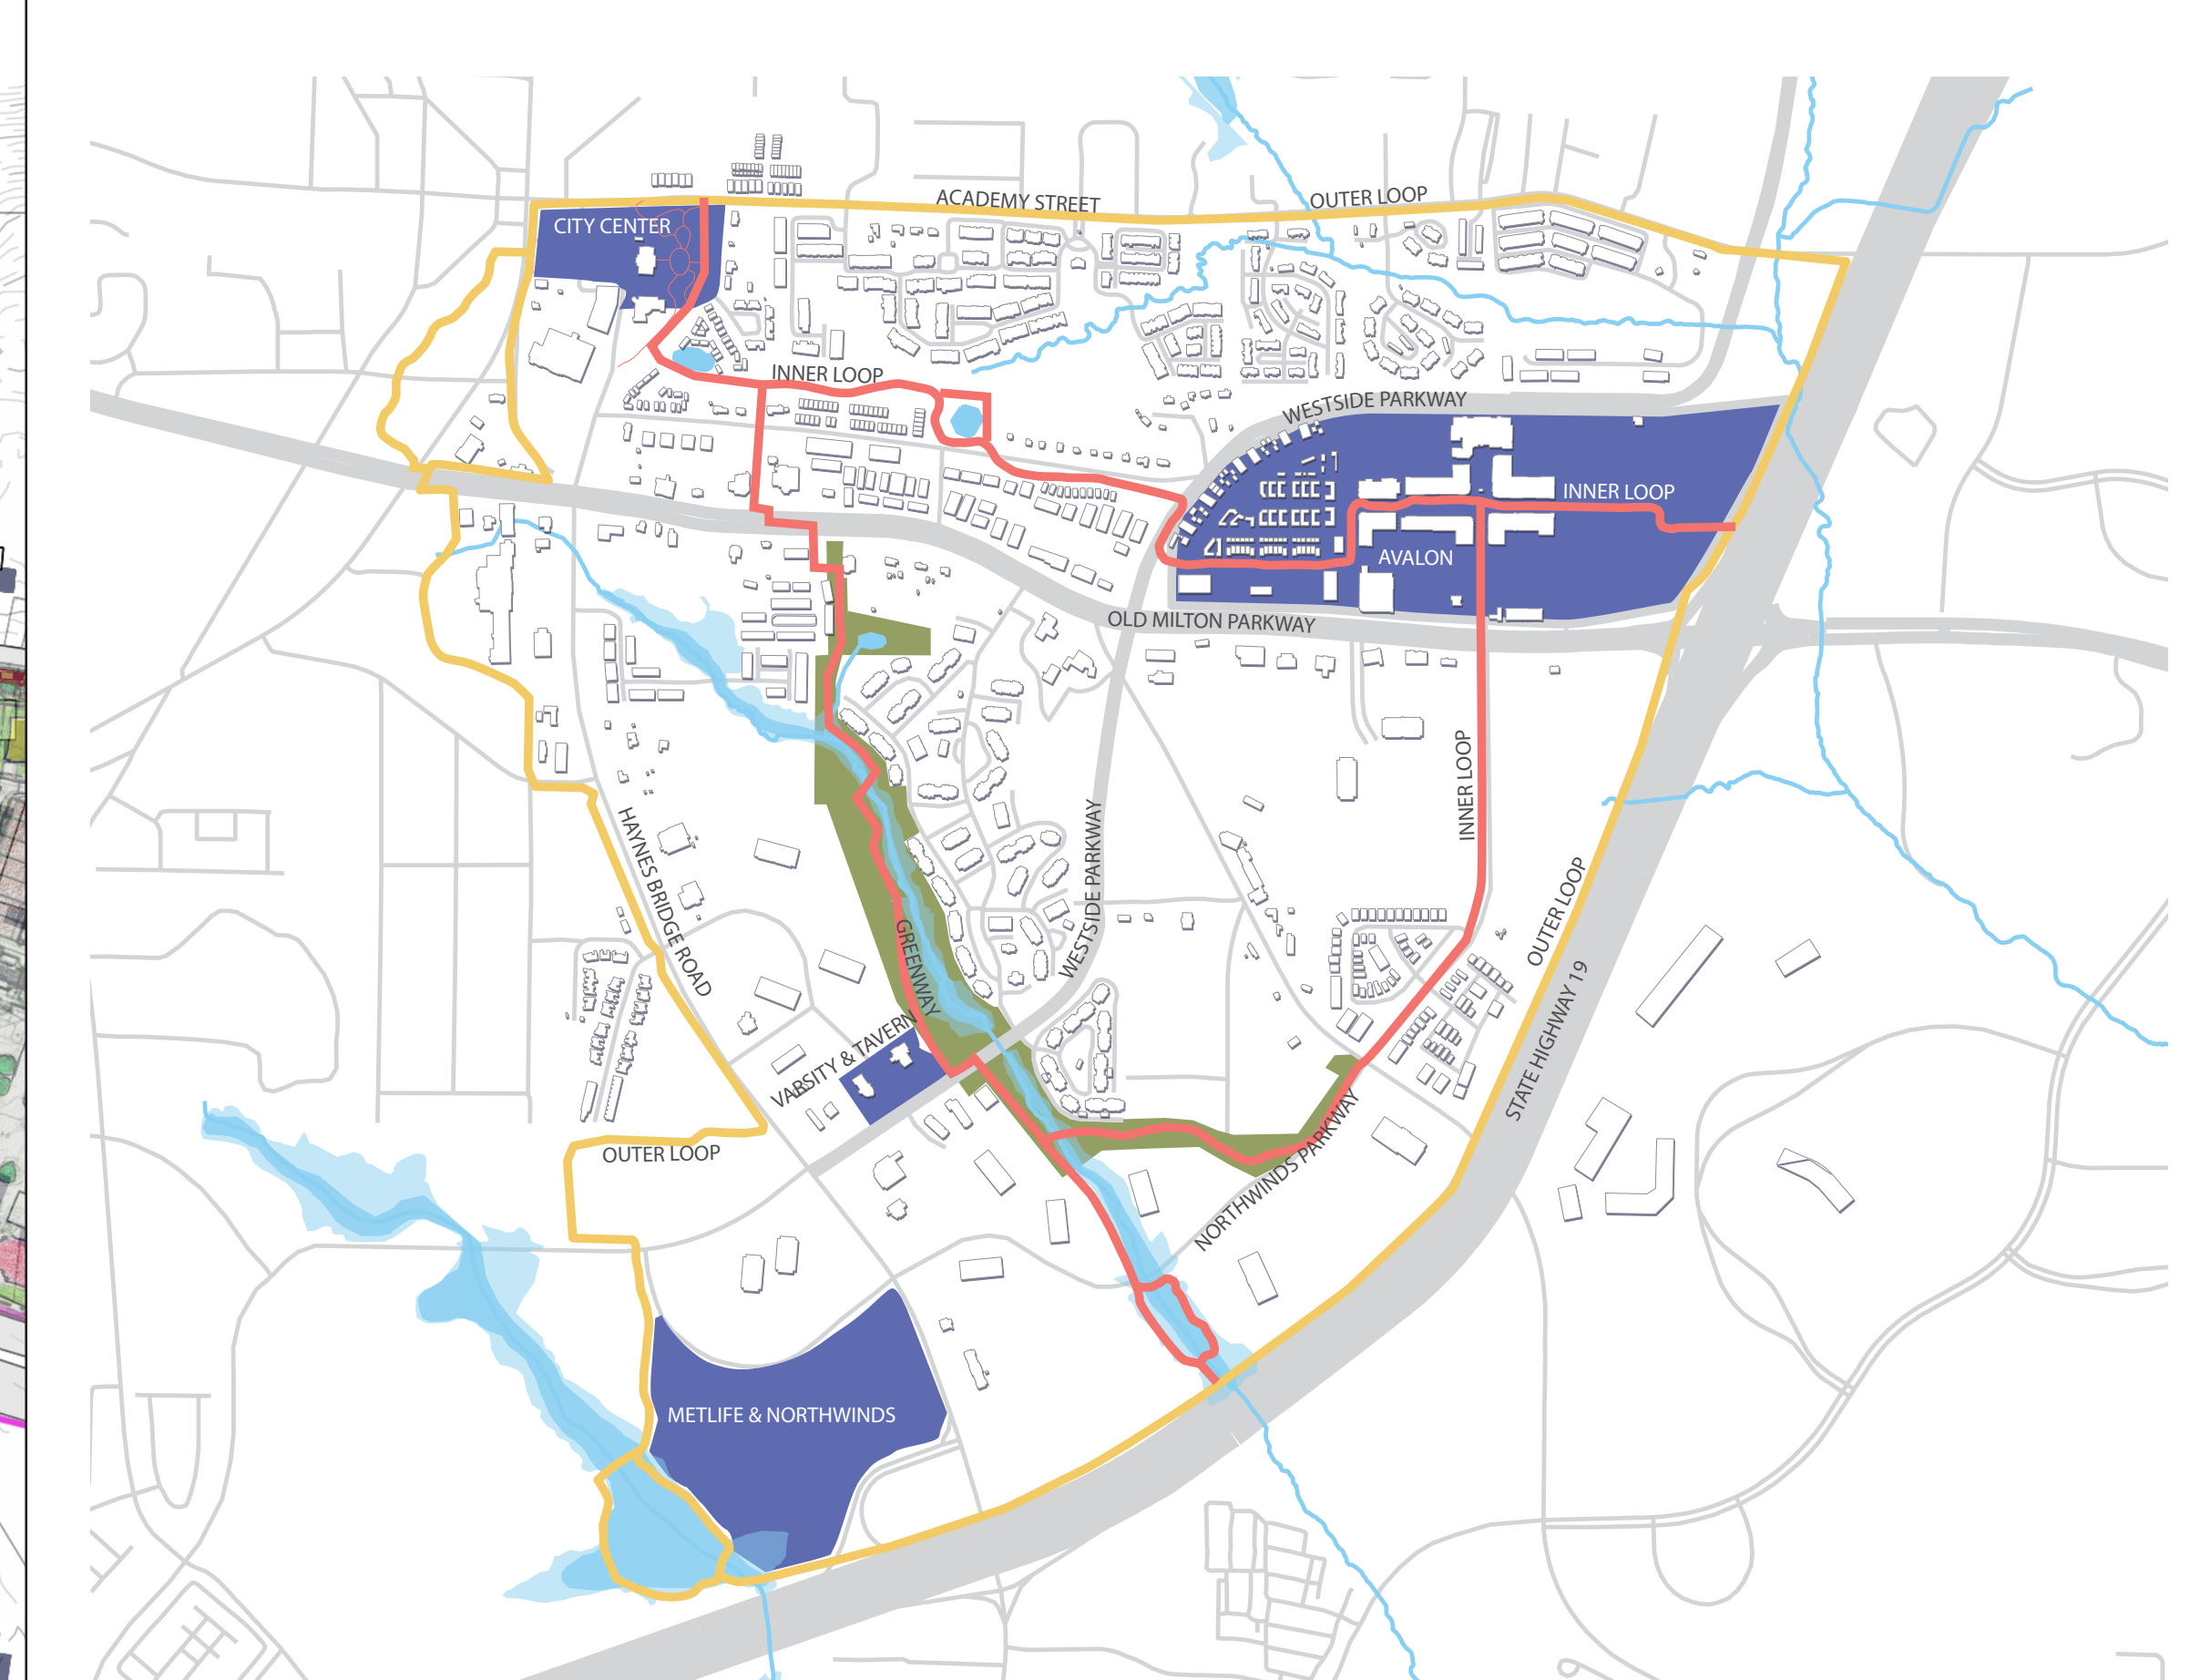 ACADEMY STREET
OUTER LOOP
CITY CENTER
INNER LOOP
WESTSIDE PARKWAY
INNER LOOP
AVALON
OLD MILTON PARKWAY
INNER LOOP
HAYNES BRIDGE ROAD
WESTSIDE PARKWAY
OUTER LOOP
GREENWAY
STATE HIGHWAY 19
VARSITY & TAVERN
OUTER LOOP
NORTHWINDS PARKWAY
METLIFE & NORTHWINDS